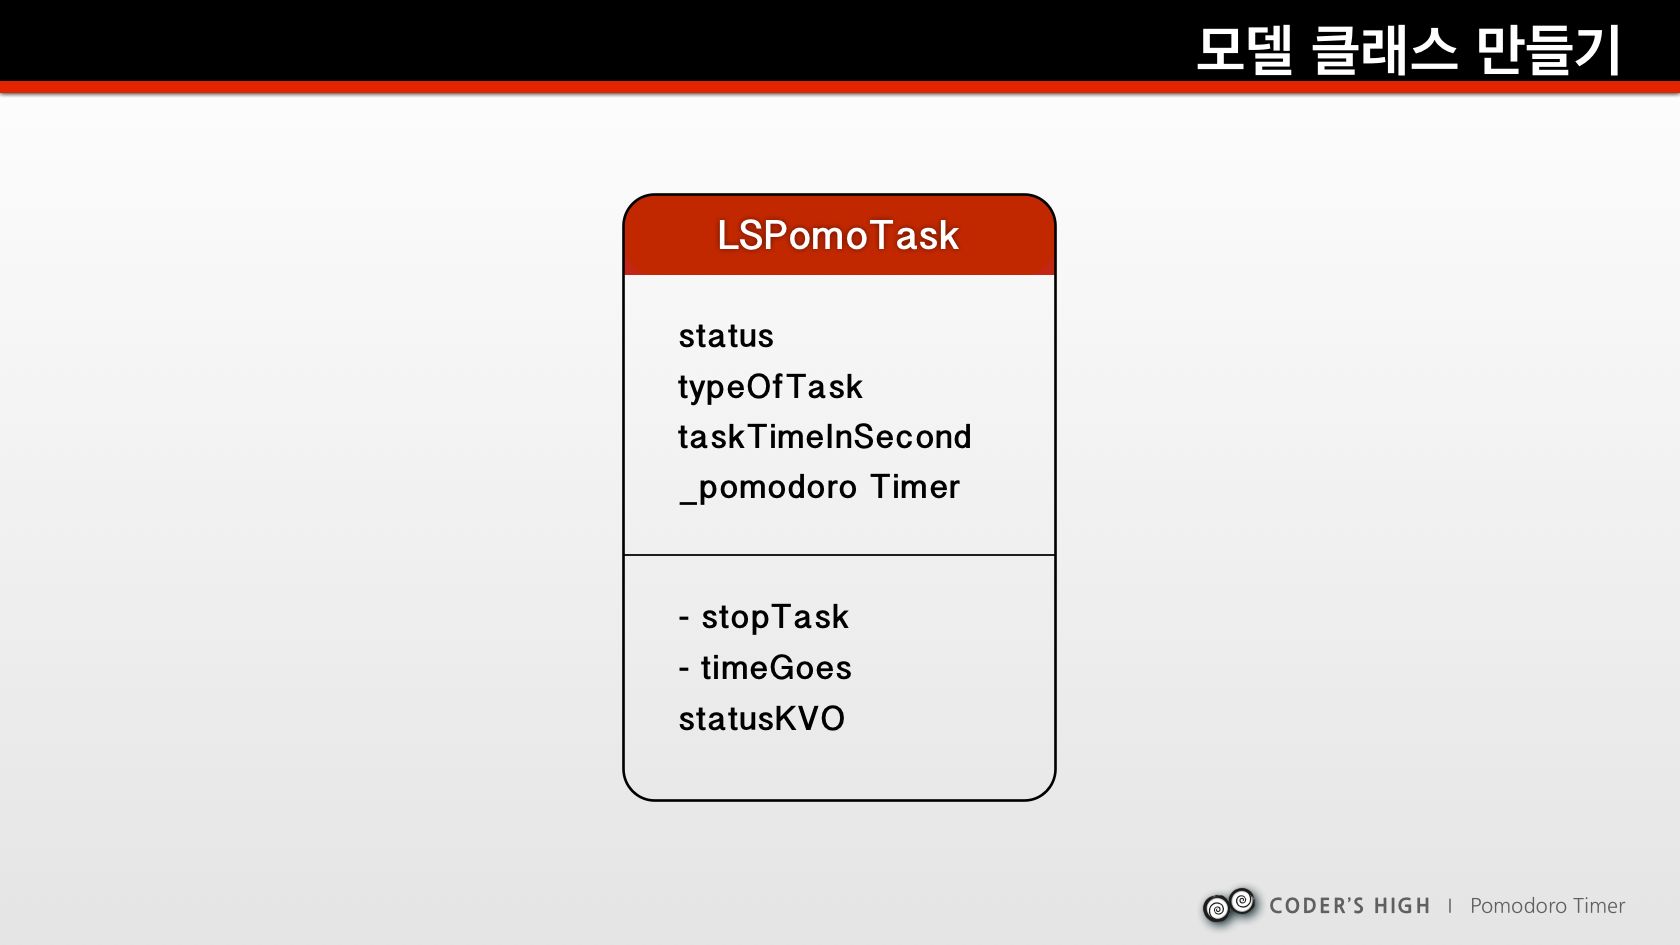 모델 클래스 만들기
LSPomoTask
status
typeOfTask
taskTimeInSecond
_pomodoro Timer
- stopTask
- timeGoes
statusKVO
CODER'S HIGH | Pomodoro Timer